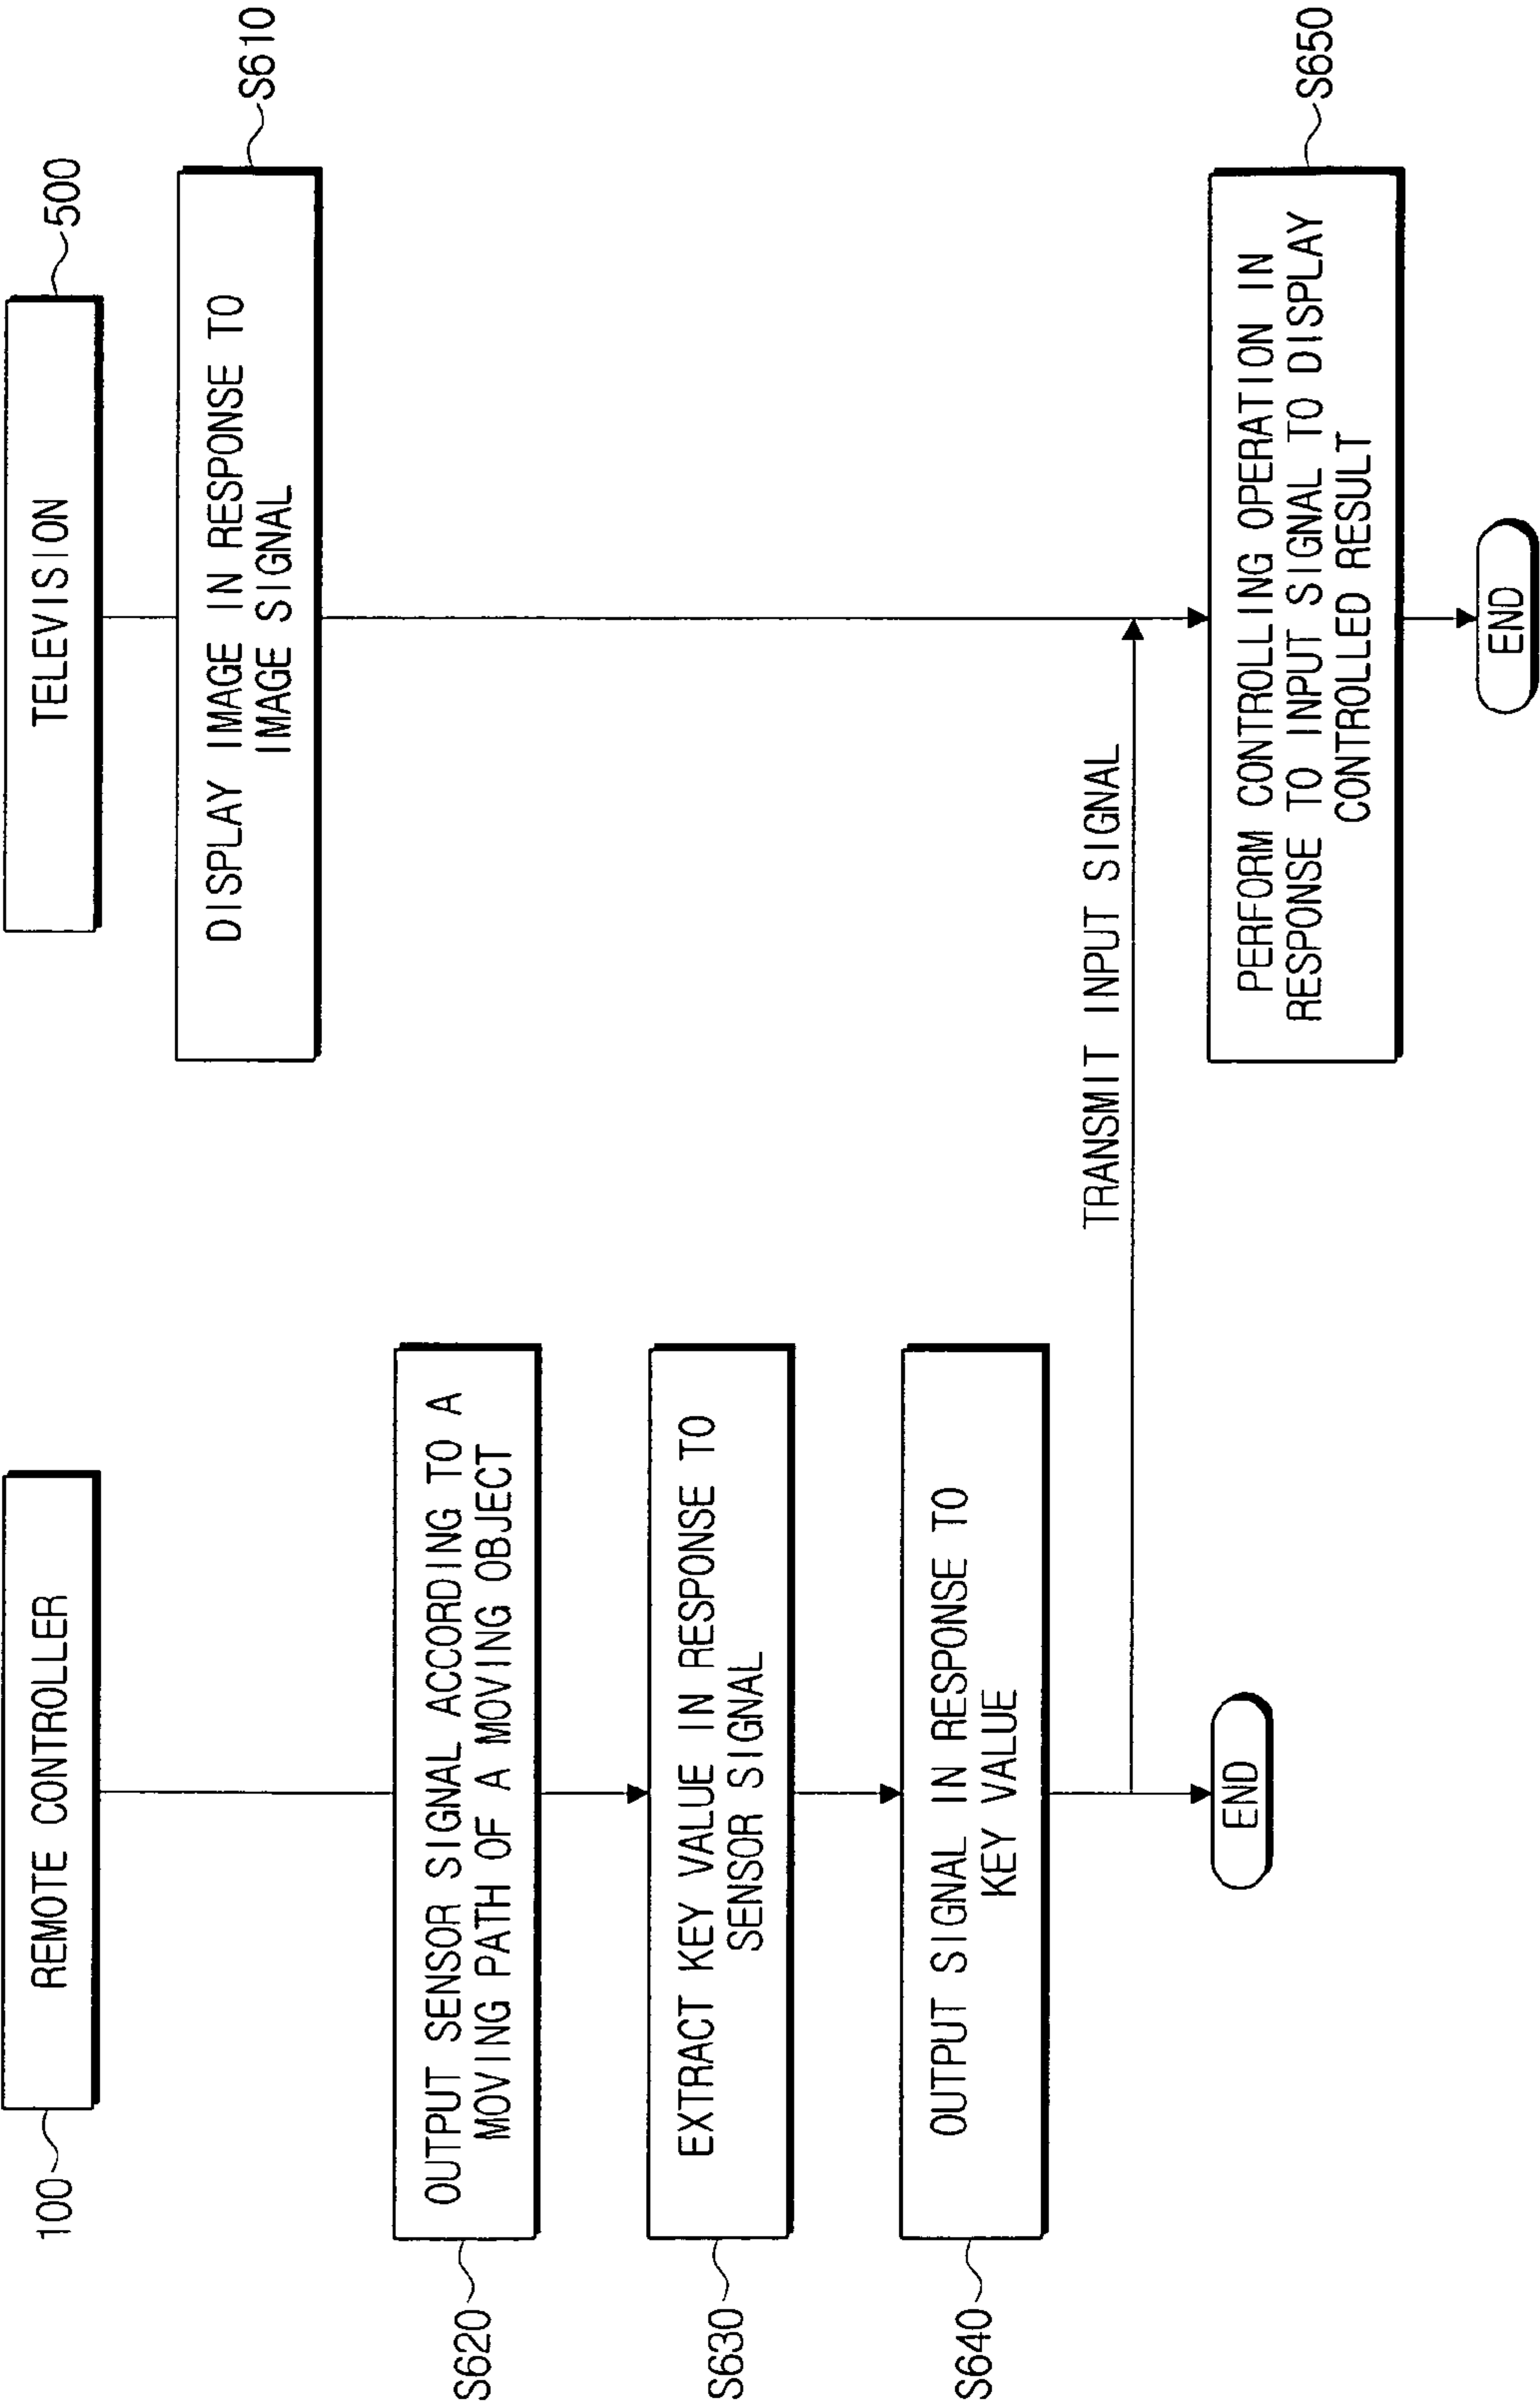 100
REMOTE CONTROLLER
TELEVISION
500
DISPLAY IMAGE IN RESPONSE TO
IMAGE SIGNAL
S610
S620
OUTPUT SENSOR SIGNAL ACCORDING TO A
MOVING PATH OF A MOVING OBJECT
S630
EXTRACT KEY VALUE IN RESPONSE TO
SENSOR SIGNAL
S640
OUTPUT SIGNAL IN RESPONSE TO
KEY VALUE
TRANSMIT INPUT SIGNAL
PERFORM CONTROLLING OPERATION IN
RESPONSE TO INPUT SIGNAL TO DISPLAY
CONTROLLED RESULT
S650
END
END